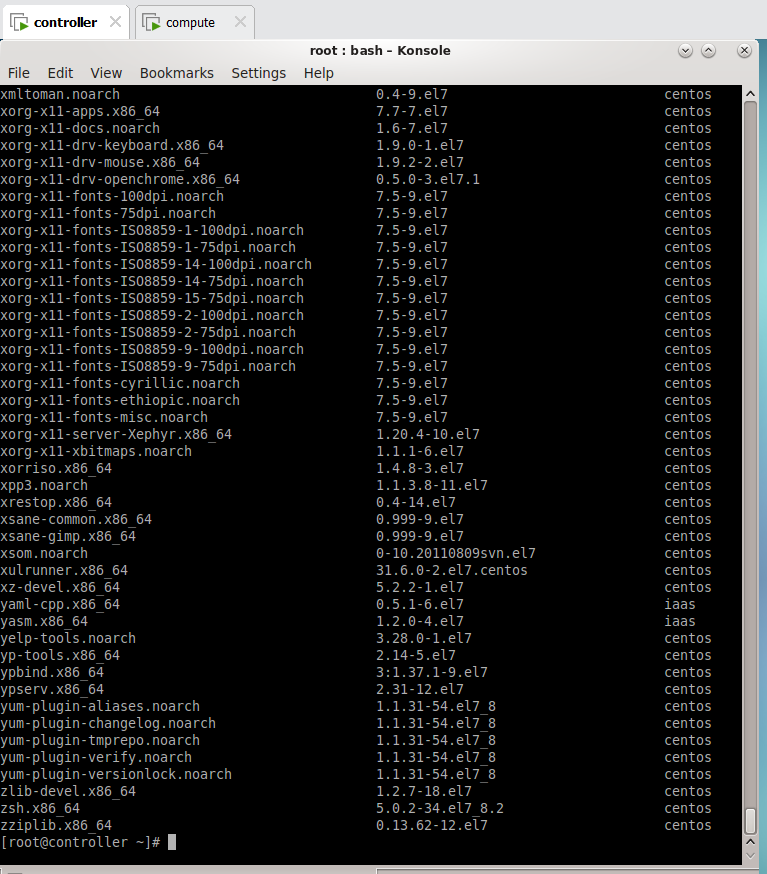 controller compute
root : bash – Konsole
File Edit View Bookmarks Settings Help
xmltoman.noarch 0.4-9.el7 centos
xorg-x11-apps.x86_64 7.7-7.el7 centos
xorg-x11-docs.noarch 1.6-7.el7 centos
xorg-x11-drv-keyboard.x86_64 1.9.0-1.el7 centos
xorg-x11-drv-mouse.x86_64 1.9.2-2.el7 centos
xorg-x11-drv-openchrome.x86_64 0.5.0-3.el7.1 centos
xorg-x11-fonts-100dpi.noarch 7.5-9.el7 centos
xorg-x11-fonts-75dpi.noarch 7.5-9.el7 centos
xorg-x11-fonts-ISO8859-1-100dpi.noarch 7.5-9.el7 centos
xorg-x11-fonts-ISO8859-1-75dpi.noarch 7.5-9.el7 centos
xorg-x11-fonts-ISO8859-14-100dpi.noarch 7.5-9.el7 centos
xorg-x11-fonts-ISO8859-14-75dpi.noarch 7.5-9.el7 centos
xorg-x11-fonts-ISO8859-15-75dpi.noarch 7.5-9.el7 centos
xorg-x11-fonts-ISO8859-2-100dpi.noarch 7.5-9.el7 centos
xorg-x11-fonts-ISO8859-2-75dpi.noarch 7.5-9.el7 centos
xorg-x11-fonts-ISO8859-9-100dpi.noarch 7.5-9.el7 centos
xorg-x11-fonts-ISO8859-9-75dpi.noarch 7.5-9.el7 centos
xorg-x11-fonts-cyrillic.noarch 7.5-9.el7 centos
xorg-x11-fonts-ethiopic.noarch 7.5-9.el7 centos
xorg-x11-fonts-misc.noarch 7.5-9.el7 centos
xorg-x11-server-Xephyr.x86_64 1.20.4-10.el7 centos
xorg-x11-xbitmaps.noarch 1.1.1-6.el7 centos
xorriso.x86_64 1.4.8-3.el7 centos
xpp3.noarch 1.1.3.8-11.el7 centos
xrestop.x86_64 0.4-14.el7 centos
xsane-common.x86_64 0.999-9.el7 centos
xsane-gimp.x86_64 0.999-9.el7 centos
xsom.noarch 0-10.20110809svn.el7 centos
xulrunner.x86_64 31.6.0-2.el7.centos centos
xz-devel.x86_64 5.2.2-1.el7 centos
yaml-cpp.x86_64 0.5.1-6.el7 iaas
yasm.x86_64 1.2.0-4.el7 iaas
yelp-tools.noarch 3.28.0-1.el7 centos
yp-tools.x86_64 2.14-5.el7 centos
ypbind.x86_64 3:1.37.1-9.el7 centos
ypserv.x86_64 2.31-12.el7 centos
yum-plugin-aliases.noarch 1.1.31-54.el7_8 centos
yum-plugin-changelog.noarch 1.1.31-54.el7_8 centos
yum-plugin-tmprepo.noarch 1.1.31-54.el7_8 centos
yum-plugin-verify.noarch 1.1.31-54.el7_8 centos
yum-plugin-versionlock.noarch 1.1.31-54.el7_8 centos
zlib-devel.x86_64 1.2.7-18.el7 centos
zsh.x86_64 5.0.2-34.el7_8.2 centos
zziplib.x86_64 0.13.62-12.el7 centos
[root@controller ~]#